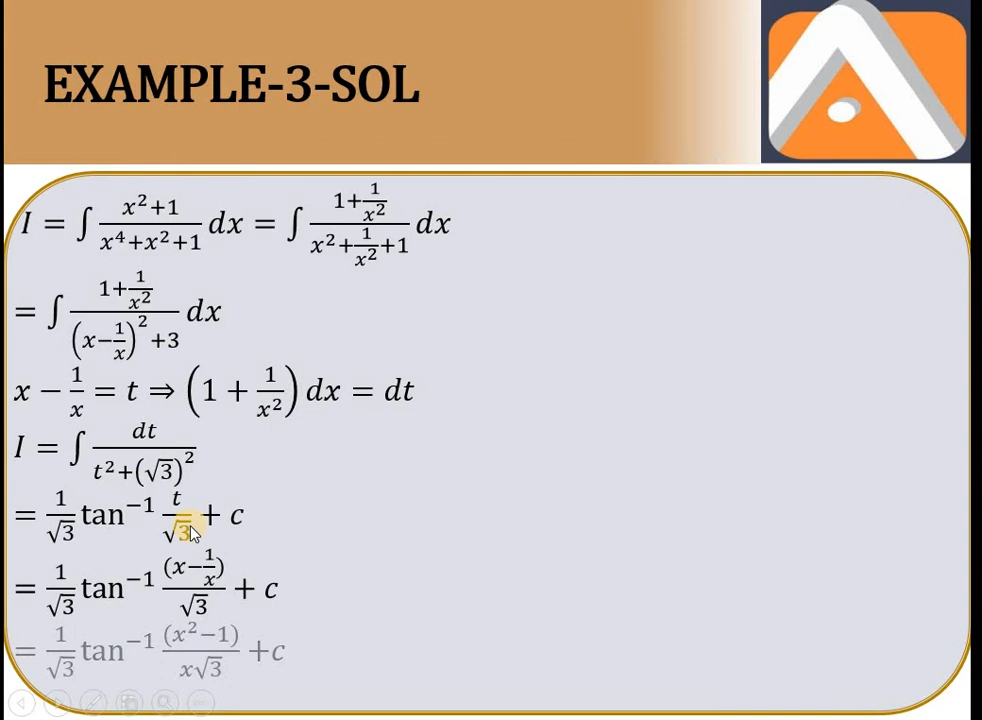 EXAMPLE-3-SOL
I = ∫ (x²+1)/(x⁴+x²+1) dx = ∫ (1+1/x²)/(x²+1/x²+1) dx
= ∫ (1+1/x²)/((x−1/x)²+3) dx
x − 1/x = t ⇒ (1 + 1/x²) dx = dt
I = ∫ dt/(t²+(√3)²)
= 1/√3 tan⁻¹ t/√3 + c
= 1/√3 tan⁻¹ (x−1/x)/√3 + c
= 1/√3 tan⁻¹ (x²−1)/x√3 +c